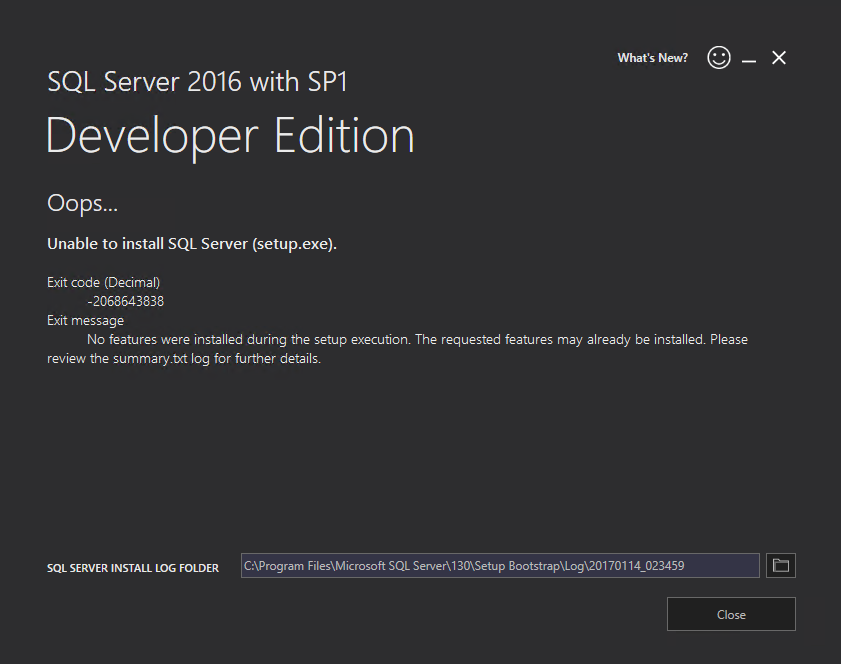 What's New?
SQL Server 2016 with SP1
Developer Edition
Oops...
Unable to install SQL Server (setup.exe).
Exit code (Decimal)
-2068643838
Exit message
No features were installed during the setup execution. The requested features may already be installed. Please
review the summary.txt log for further details.
SQL SERVER INSTALL LOG FOLDER
C:\Program Files\Microsoft SQL Server\130\Setup Bootstrap\Log\20170114_023459
Close